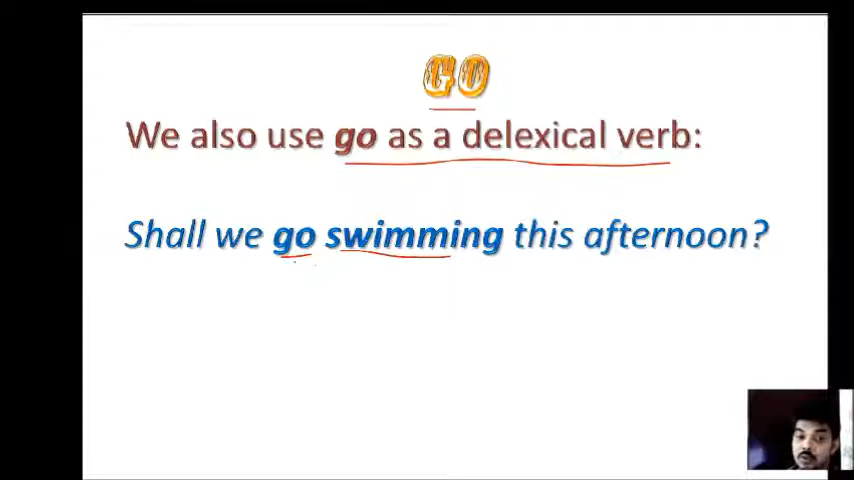 GO
We also use go as a delexical verb:
Shall we go swimming this afternoon?